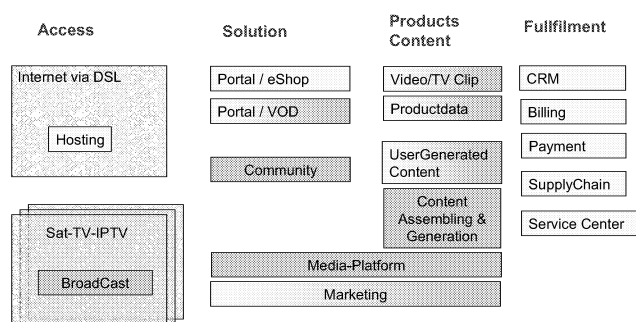 Access
Solution
Products
Content
Fullfilment
Internet via DSL
Hosting
Sat-TV-IPTV
BroadCast
Portal / eShop
Portal / VOD
Community
Video/TV Clip
Productdata
UserGenerated
Content
Content
Assembling &
Generation
Media-Platform
Marketing
CRM
Billing
Payment
SupplyChain
Service Center